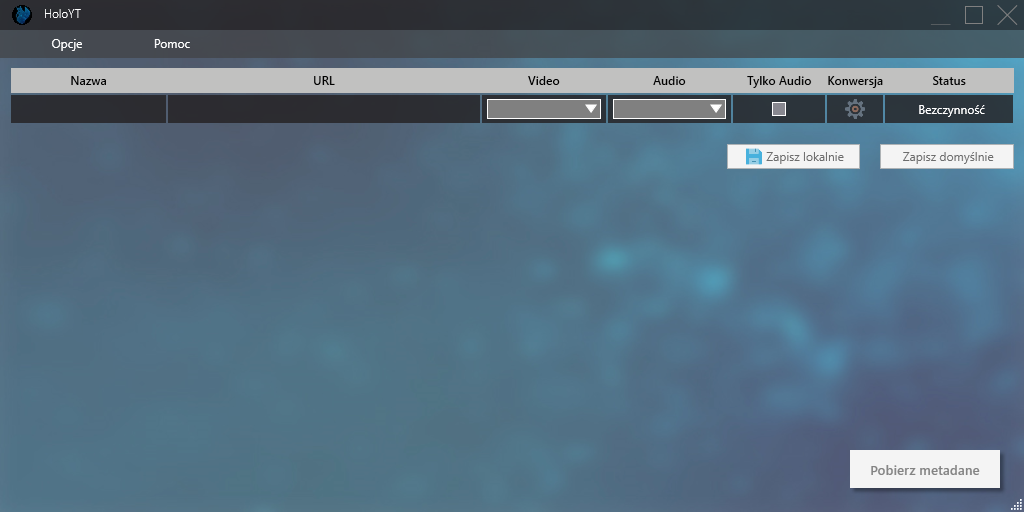 HoloYT
Opcje Pomoc
Nazwa URL Video Audio Tylko Audio Konwersja Status
Bezczynność
Zapisz lokalnie Zapisz domyślnie
Pobierz metadane